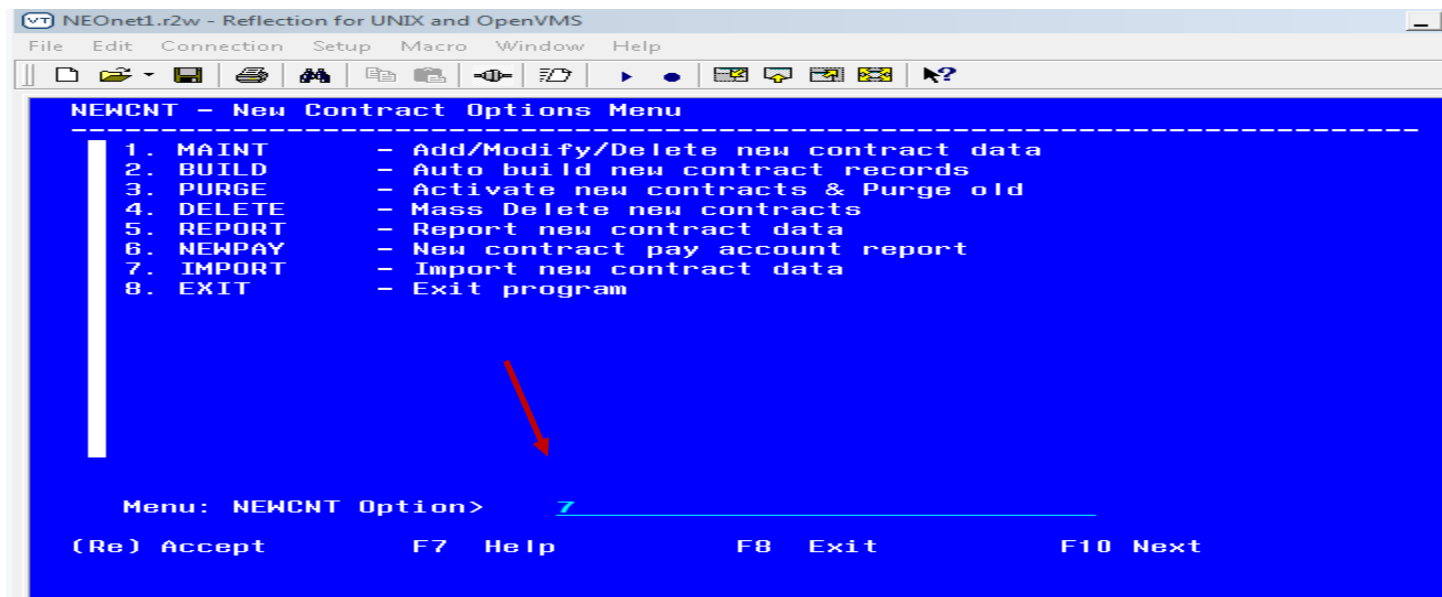 VT NEOnet1.r2w - Reflection for UNIX and OpenVMS
File Edit Connection Setup Macro Window Help
NEWCNT - New Contract Options Menu
--------------------------------------------------------------------------------
1. MAINT - Add/Modify/Delete new contract data
2. BUILD - Auto build new contract records
3. PURGE - Activate new contracts & Purge old
4. DELETE - Mass Delete new contracts
5. REPORT - Report new contract data
6. NEWPAY - New contract pay account report
7. IMPORT - Import new contract data
8. EXIT - Exit program
Menu: NEWCNT Option> 7
(Re) Accept F7 Help F8 Exit F10 Next